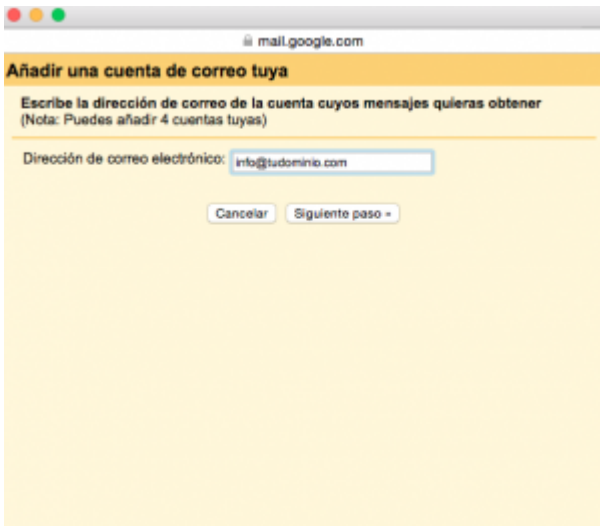 mail.google.com
Añadir una cuenta de correo tuya
Escribe la dirección de correo de la cuenta cuyos mensajes quieras obtener
(Nota: Puedes añadir 4 cuentas tuyas)
Dirección de correo electrónico: info@tudominio.com
Cancelar Siguiente paso »